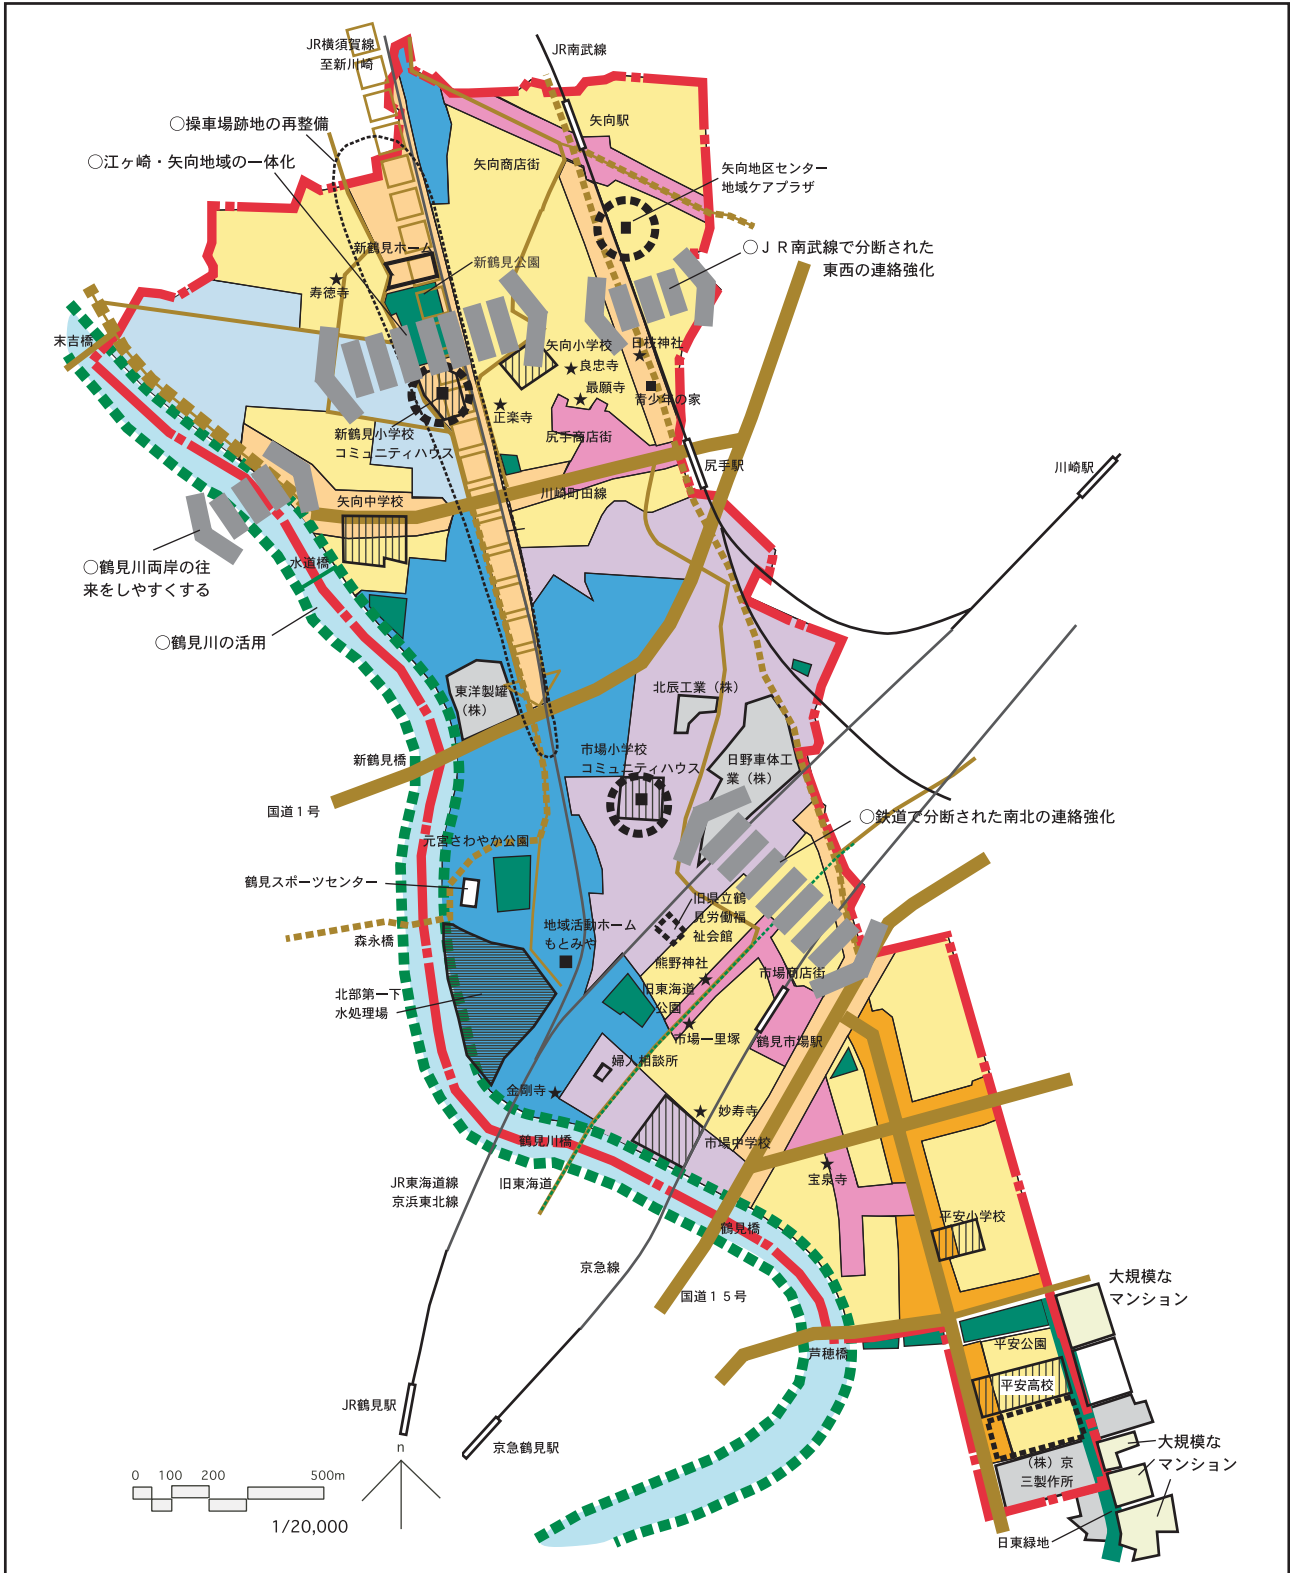 JR横須賀線
至新川崎
JR南武線
○操車場跡地の再整備
矢向駅
○江ヶ崎・矢向地域の一体化
矢向商店街
矢向地区センター
地域ケアプラザ
新鶴見ホーム
新鶴見公園
○ＪＲ南武線で分断された
東西の連絡強化
寿徳寺
末吉橋
矢向小学校
日枝神社
良忠寺
最願寺
青少年の家
正楽寺
新鶴見小学校
コミュニティハウス
尻手商店街
尻手駅
川崎駅
矢向中学校
川崎町田線
○鶴見川両岸の往
来をしやすくする
水道橋
○鶴見川の活用
東洋製罐
（株）
北辰工業（株）
新鶴見橋
市場小学校
コミュニティハウス
日野車体工
業（株）
国道１号
○鉄道で分断された南北の連絡強化
元宮さわやか公園
鶴見スポーツセンター
旧県立鶴
見労働福
祉会館
地域活動ホーム
もとみや
森永橋
熊野神社
市場商店街
北部第一下
水処理場
旧東海道
公園
市場一里塚
鶴見市場駅
婦人相談所
金剛寺
妙寿寺
鶴見川橋
市場中学校
JR東海道線
京浜東北線
旧東海道
宝泉寺
鶴見橋
平安小学校
京急線
国道１５号
大規模な
マンション
平安公園
芦穂橋
平安高校
JR鶴見駅
京急鶴見駅
大規模な
マンション
（株）京
三製作所
n
0 100 200 500m
1/20,000
日東緑地